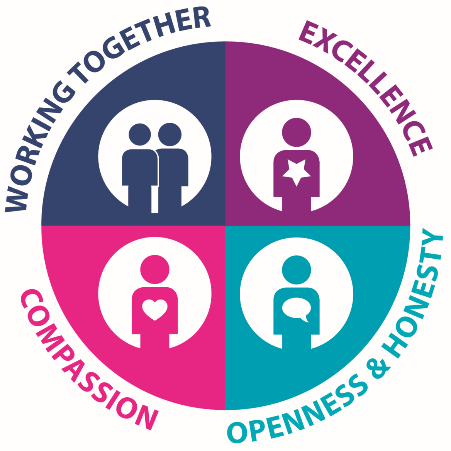 WORKING TOGETHER
EXCELLENCE
COMPASSION
OPENNESS & HONESTY